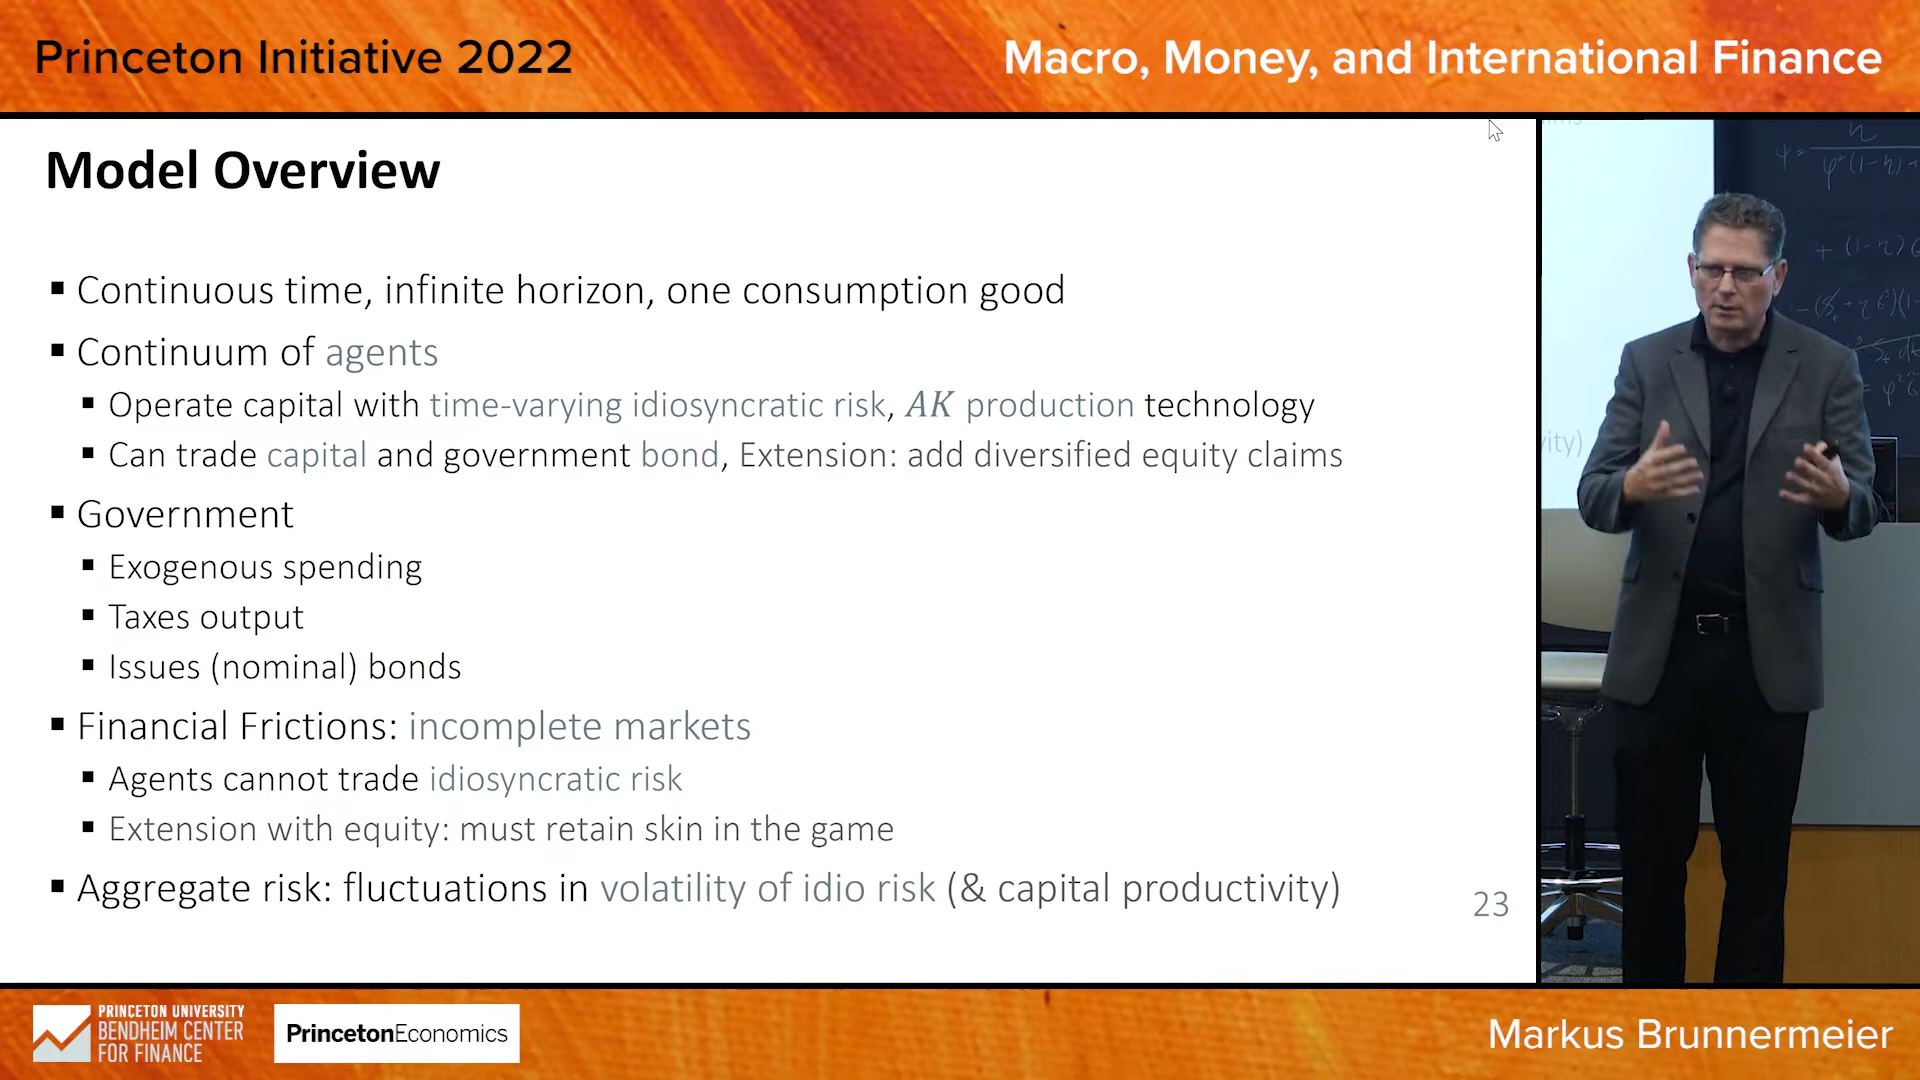 Princeton Initiative 2022
Macro, Money, and International Finance
Model Overview
▪ Continuous time, infinite horizon, one consumption good
▪ Continuum of agents
▪ Operate capital with time-varying idiosyncratic risk, AK production technology
▪ Can trade capital and government bond, Extension: add diversified equity claims
▪ Government
▪ Exogenous spending
▪ Taxes output
▪ Issues (nominal) bonds
▪ Financial Frictions: incomplete markets
▪ Agents cannot trade idiosyncratic risk
▪ Extension with equity: must retain skin in the game
▪ Aggregate risk: fluctuations in volatility of idio risk (& capital productivity)
23
vity)
PRINCETON UNIVERSITY
BENDHEIM CENTER
FOR FINANCE
PrincetonEconomics
Markus Brunnermeier